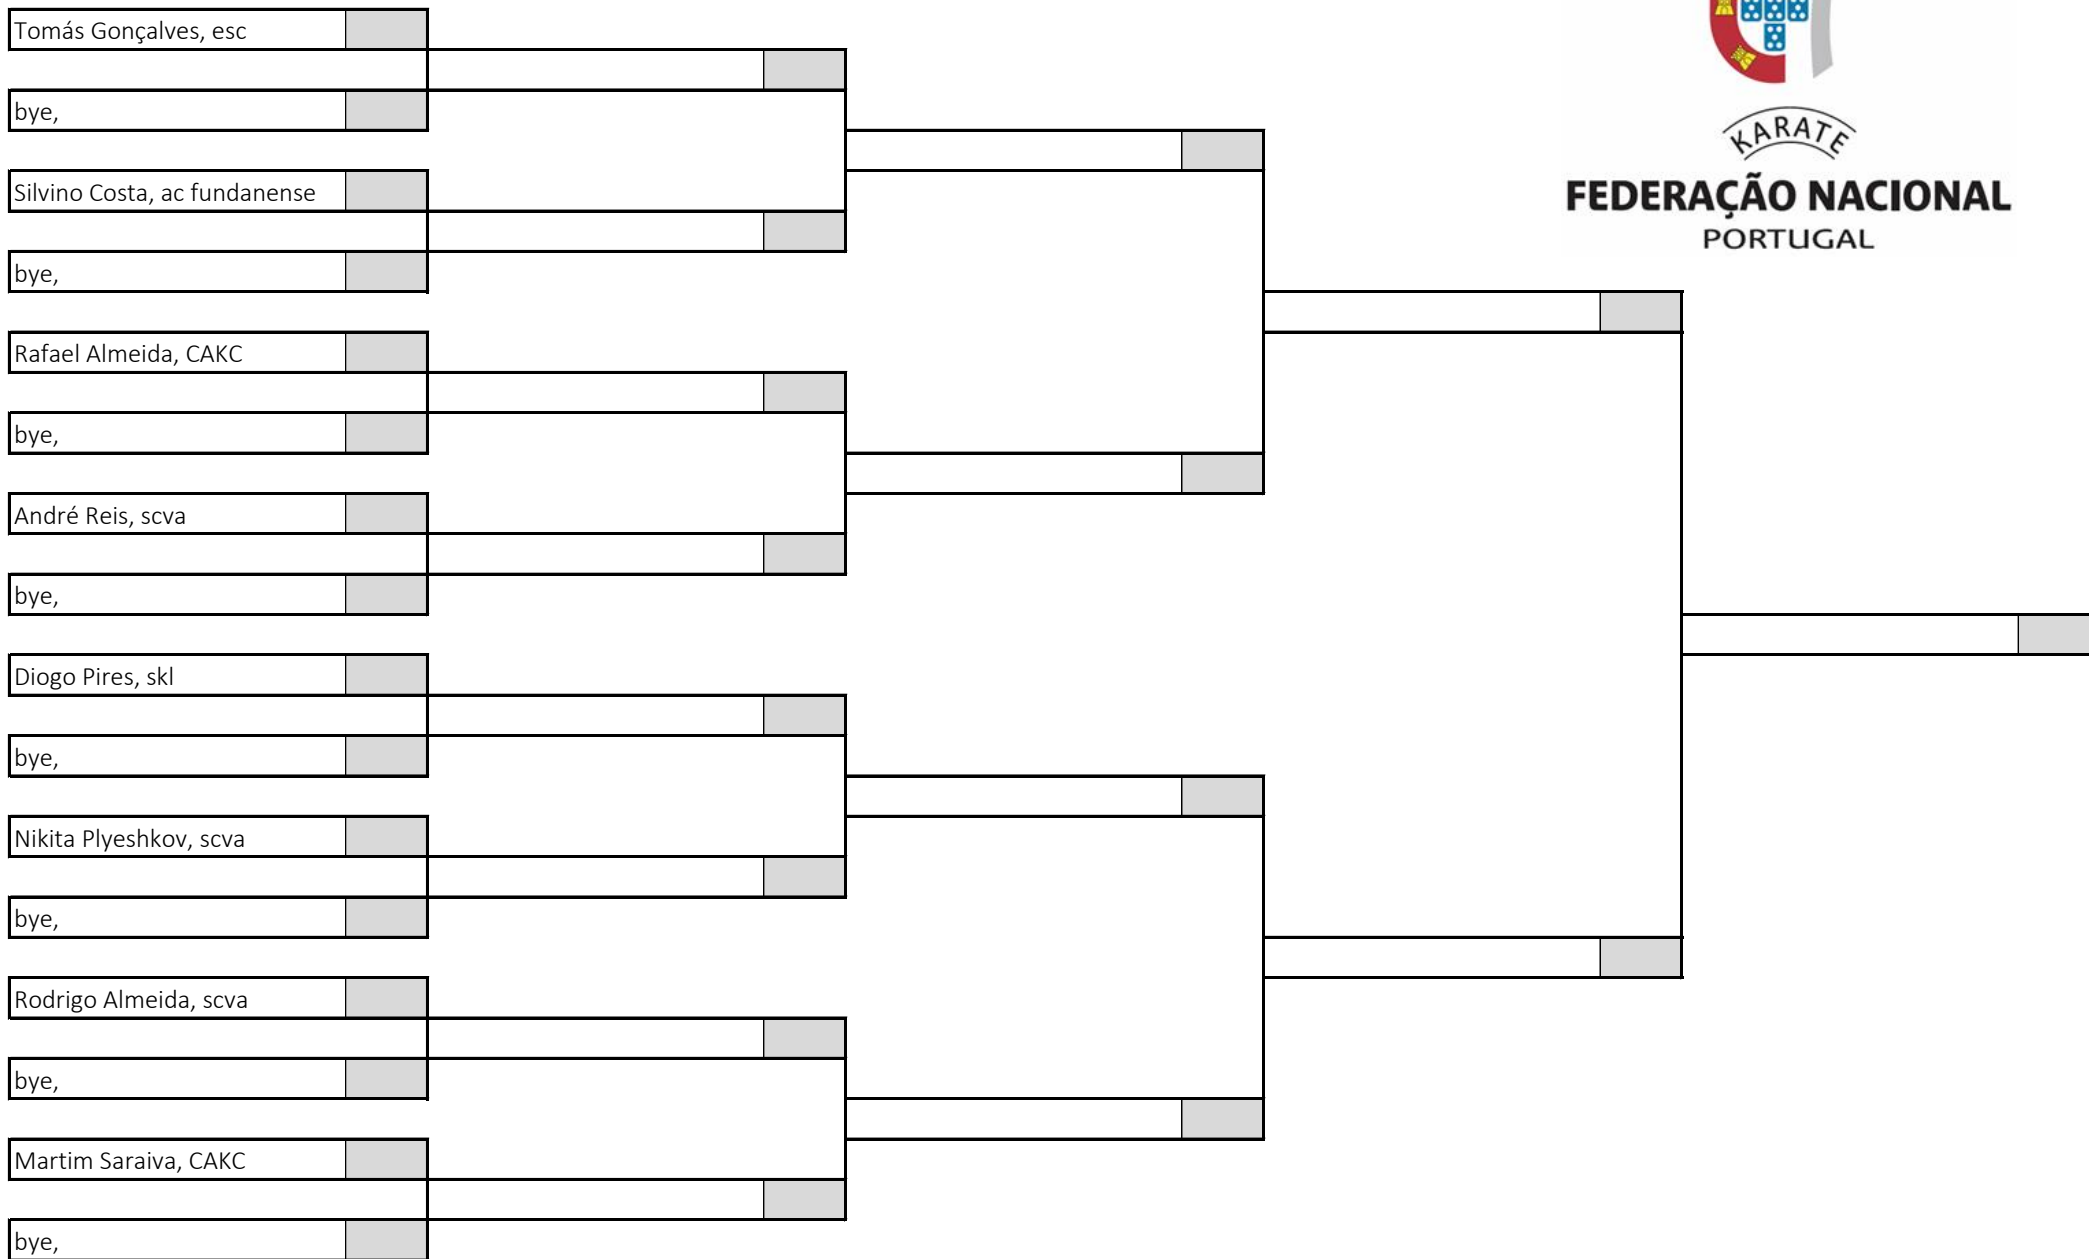 Tomás Gonçalves, esc
bye,
Silvino Costa, ac fundanense
bye,
Rafael Almeida, CAKC
bye,
André Reis, scva
bye,
Diogo Pires, skl
bye,
Nikita Plyeshkov, scva
bye,
Rodrigo Almeida, scva
bye,
Martim Saraiva, CAKC
bye,
KARATE
FEDERAÇÃO NACIONAL
PORTUGAL